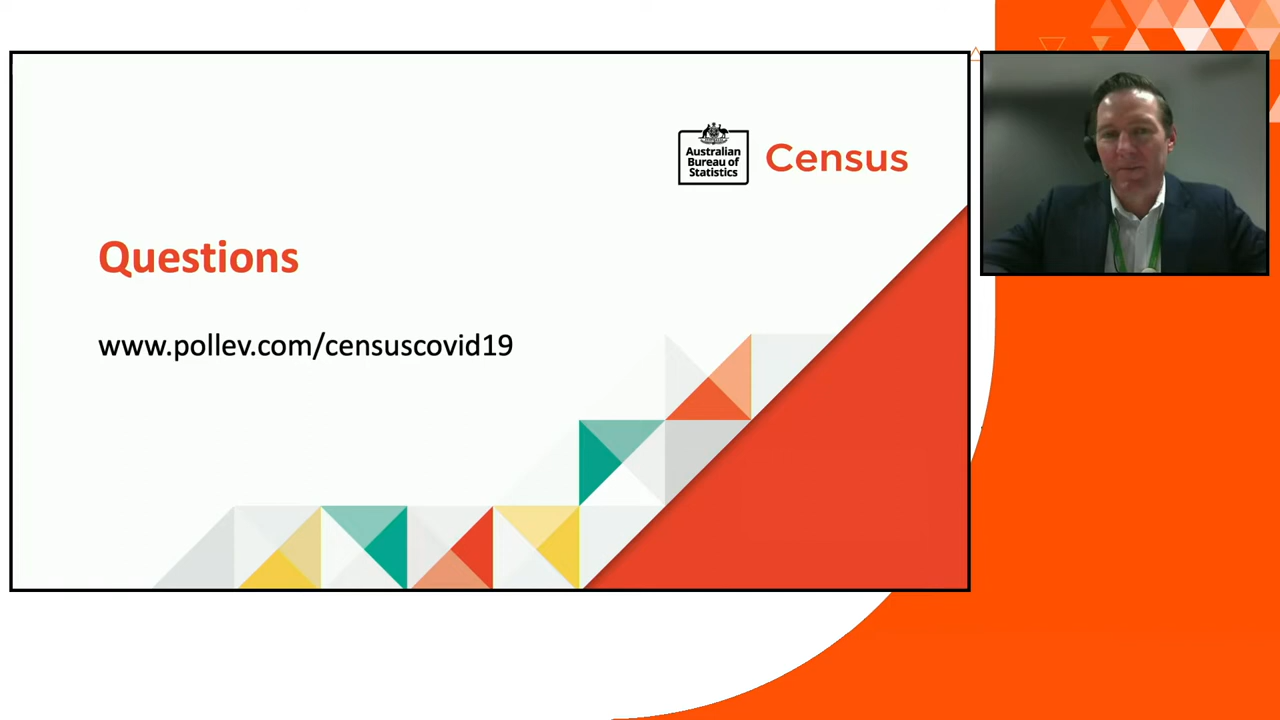 Australian
Bureau of
Statistics
Census
Questions
www.pollev.com/censuscovid19